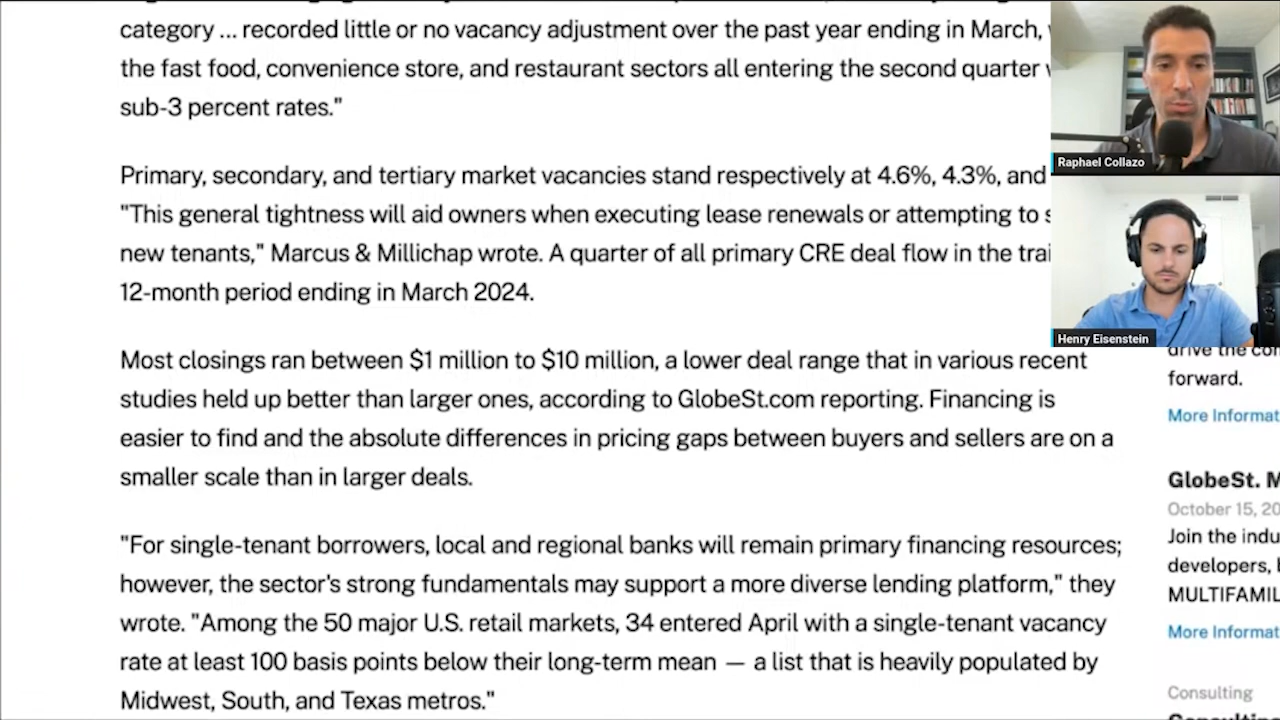 category ... recorded little or no vacancy adjustment over the past year ending in March,
the fast food, convenience store, and restaurant sectors all entering the second quarter
sub-3 percent rates."
Primary, secondary, and tertiary market vacancies stand respectively at 4.6%, 4.3%, and
"This general tightness will aid owners when executing lease renewals or attempting to
new tenants," Marcus & Millichap wrote. A quarter of all primary CRE deal flow in the
12-month period ending in March 2024.
Most closings ran between $1 million to $10 million, a lower deal range that in various recent
studies held up better than larger ones, according to GlobeSt.com reporting. Financing is
easier to find and the absolute differences in pricing gaps between buyers and sellers are on a
smaller scale than in larger deals.
"For single-tenant borrowers, local and regional banks will remain primary financing resources;
however, the sector's strong fundamentals may support a more diverse lending platform," they
wrote. "Among the 50 major U.S. retail markets, 34 entered April with a single-tenant vacancy
rate at least 100 basis points below their long-term mean — a list that is heavily populated by
Midwest, South, and Texas metros."
Raphael Collazo
Henry Eisenstein
drive the
forward.
More Informat
GlobeSt. M
October 15, 20
Join the indu
developers,
MULTIFAMIL
More Informat
Consulting